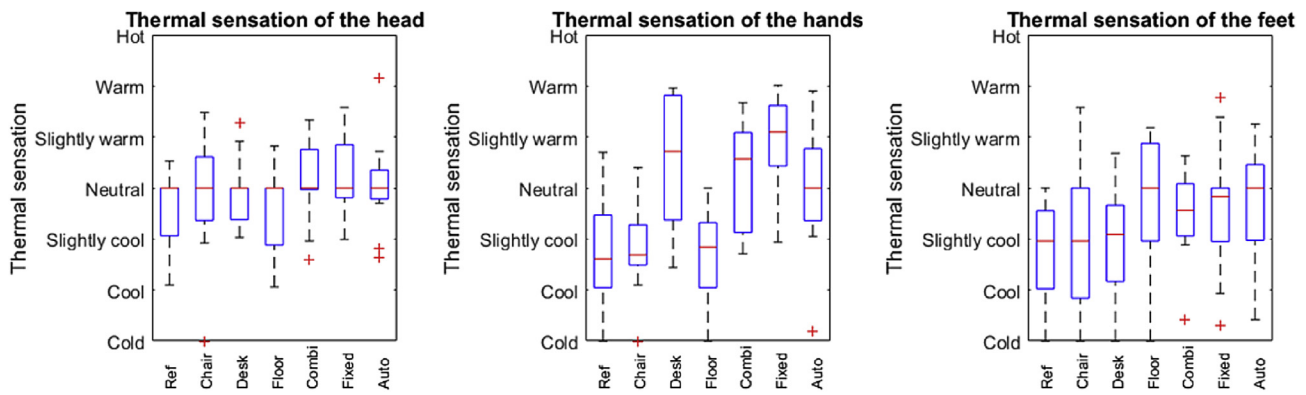 Thermal sensation of the head
Hot
Warm
Slightly warm
Neutral
Slightly cool
Cool
Cold
Thermal sensation
Ref
Chair
Desk
Floor
Combi
Fixed
Auto
Thermal sensation of the hands
Hot
Warm
Slightly warm
Neutral
Slightly cool
Cool
Cold
Thermal sensation
Ref
Chair
Desk
Floor
Combi
Fixed
Auto
Thermal sensation of the feet
Hot
Warm
Slightly warm
Neutral
Slightly cool
Cool
Cold
Thermal sensation
Ref
Chair
Desk
Floor
Combi
Fixed
Auto